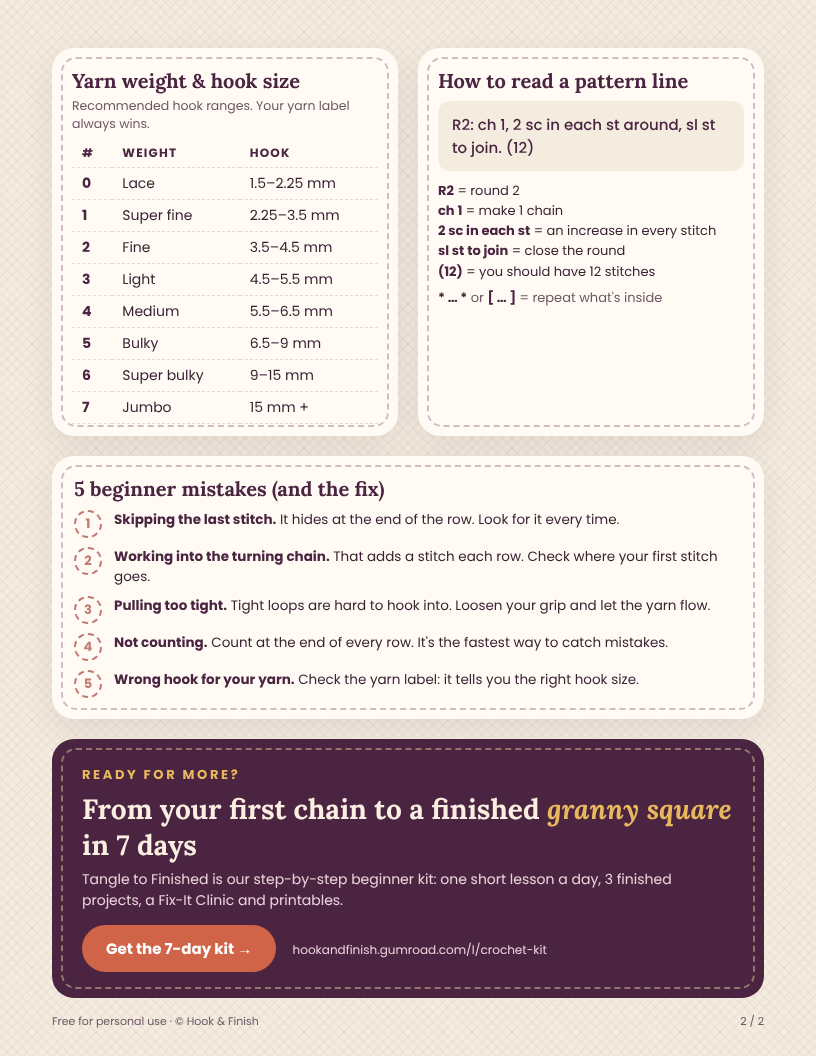 Yarn weight & hook size
Recommended hook ranges. Your yarn label
always wins.
# WEIGHT HOOK
0 Lace 1.5–2.25 mm
1 Super fine 2.25–3.5 mm
2 Fine 3.5–4.5 mm
3 Light 4.5–5.5 mm
4 Medium 5.5–6.5 mm
5 Bulky 6.5–9 mm
6 Super bulky 9–15 mm
7 Jumbo 15 mm +
How to read a pattern line
R2: ch 1, 2 sc in each st around, sl st
to join. (12)
R2 = round 2
ch 1 = make 1 chain
2 sc in each st = an increase in every stitch
sl st to join = close the round
(12) = you should have 12 stitches
* ... * or [ ... ] = repeat what's inside
5 beginner mistakes (and the fix)
1 Skipping the last stitch. It hides at the end of the row. Look for it every time.
2 Working into the turning chain. That adds a stitch each row. Check where your first stitch
goes.
3 Pulling too tight. Tight loops are hard to hook into. Loosen your grip and let the yarn flow.
4 Not counting. Count at the end of every row. It's the fastest way to catch mistakes.
5 Wrong hook for your yarn. Check the yarn label: it tells you the right hook size.
READY FOR MORE?
From your first chain to a finished granny square
in 7 days
Tangle to Finished is our step-by-step beginner kit: one short lesson a day, 3 finished
projects, a Fix-It Clinic and printables.
Get the 7-day kit →
hookandfinish.gumroad.com/l/crochet-kit
Free for personal use · © Hook & Finish
2 / 2